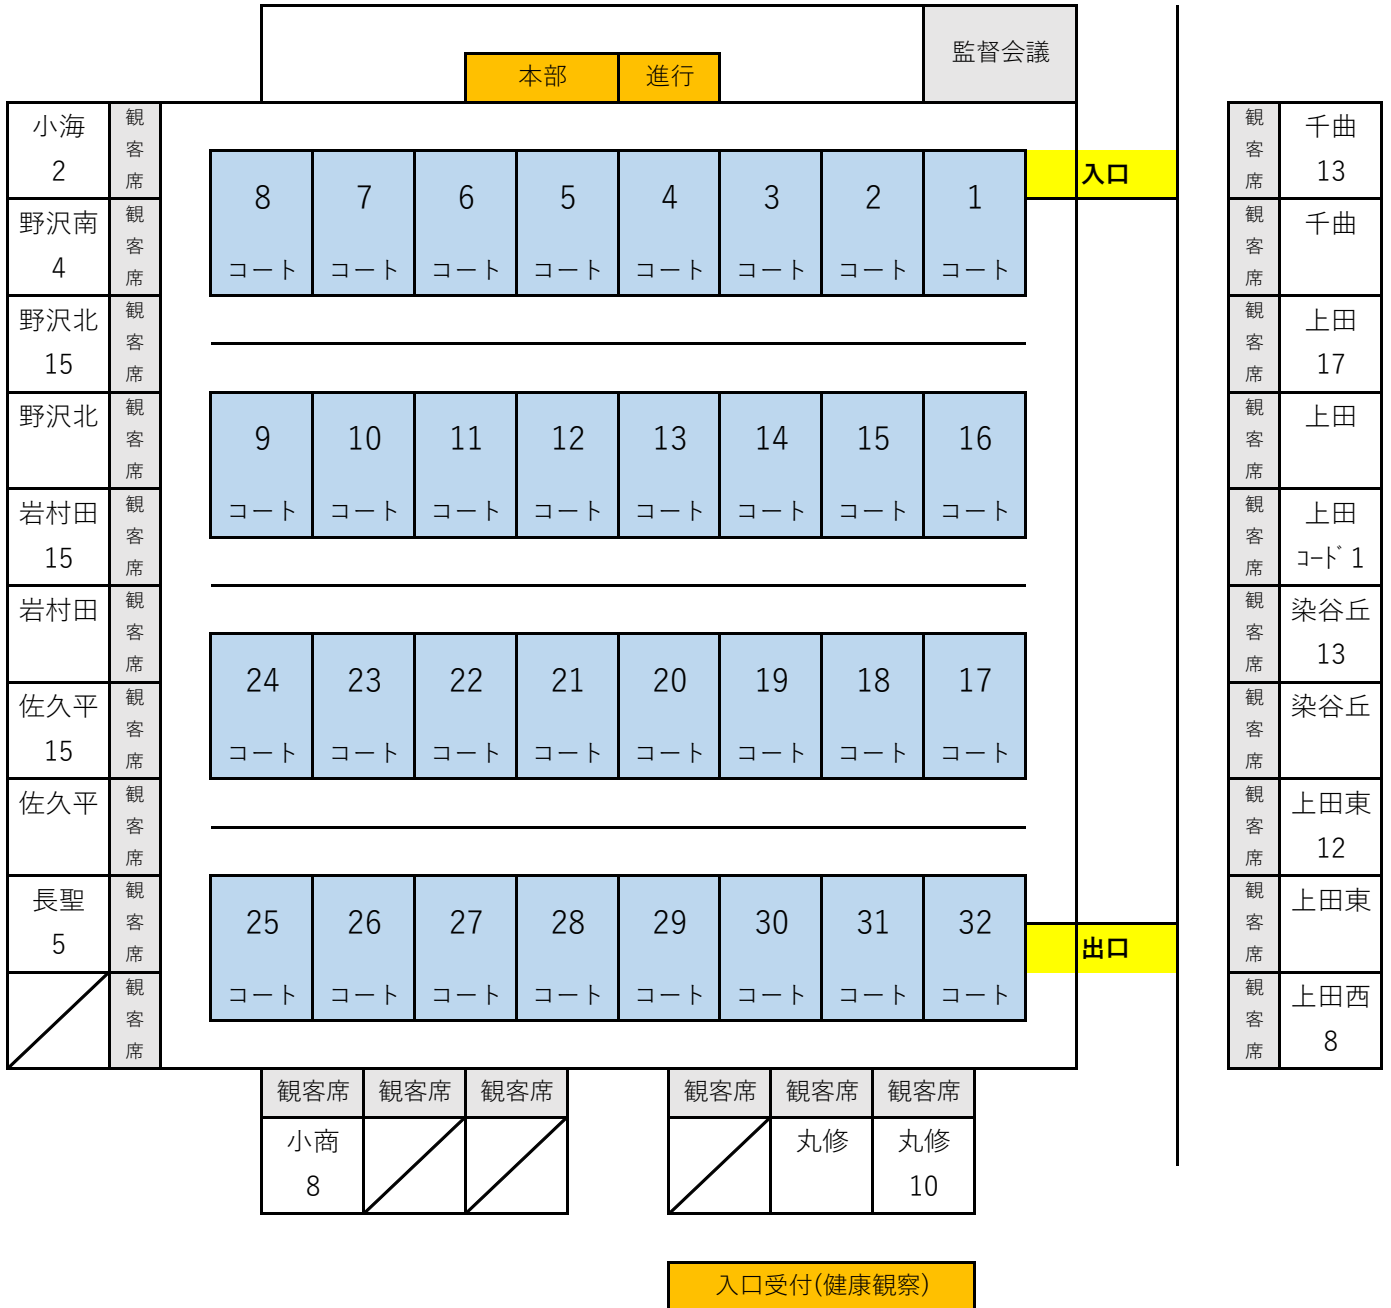 監督会議
本部 進行
小海
2
観客席
野沢南
4
観客席
野沢北
15
観客席
野沢北
観客席
岩村田
15
観客席
岩村田
観客席
佐久平
15
観客席
佐久平
観客席
長聖
5
観客席
観客席
8 7 6 5 4 3 2 1
コート コート コート コート コート コート コート コート
入口
9 10 11 12 13 14 15 16
コート コート コート コート コート コート コート コート
24 23 22 21 20 19 18 17
コート コート コート コート コート コート コート コート
25 26 27 28 29 30 31 32
コート コート コート コート コート コート コート コート
出口
観客席
千曲
13
観客席
千曲
観客席
上田
17
観客席
上田
観客席
上田
ｺｰﾄﾞ1
観客席
染谷丘
13
観客席
染谷丘
観客席
上田東
12
観客席
上田東
観客席
上田西
8
観客席 観客席 観客席 観客席 観客席 観客席
小商 丸修 丸修
8 10
入口受付(健康観察)